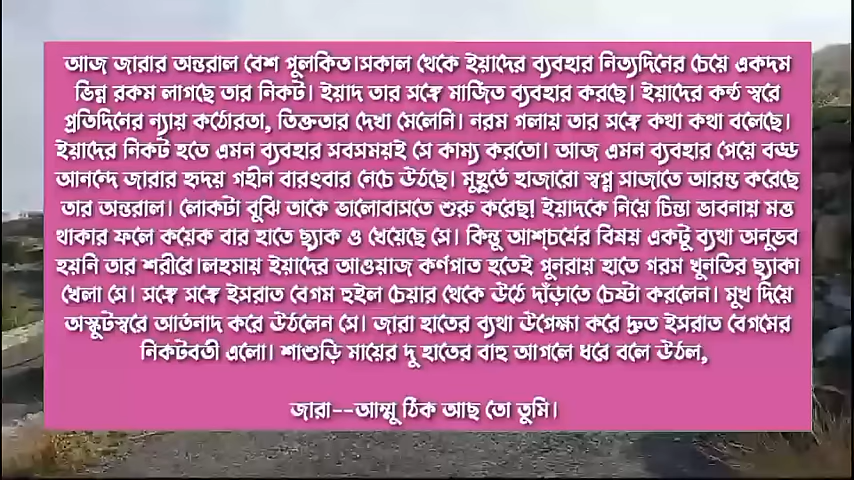 আজ জারার অন্তরাল বেশ পুলকিত।সকাল থেকে ইয়াদের ব্যবহার নিত্যদিনের চেয়ে একদম
ভিন্ন রকম লাগছে তার নিকট। ইয়াদ তার সঙ্গে মার্জিত ব্যবহার করছে। ইয়াদের কন্ঠ স্বরে
প্রতিদিনের ন্যায় কঠোরতা, তিক্ততার দেখা মেলেনি। নরম গলায় তার সঙ্গে কথা কথা বলেছে।
ইয়াদের নিকট হতে এমন ব্যবহার সবসময়ই সে কাম্য করতো। আজ এমন ব্যবহার পেয়ে বড্ড
আনন্দে জারার হৃদয় গহীন বারংবার নেচে উঠছে। মুহূর্তে হাজারো স্বপ্ন সাজাতে আরম্ভ করেছে
তার অন্তরাল। লোকটা বুঝি তাকে ভালোবাসতে শুরু করেছ! ইয়াদকে নিয়ে চিন্তা ভাবনায় মত্ত
থাকার ফলে কয়েক বার হাতে ছ্যাক ও খেয়েছে সে। কিন্তু আশ্চর্যের বিষয় একটু ব্যথা অনুভব
হয়নি তার শরীরে।লহমায় ইয়াদের আওয়াজ কর্ণপাত হতেই পুনরায় হাতে গরম খুনতির ছ্যাকা
খেলা সে। সঙ্গে সঙ্গে ইসরাত বেগম হইল চেয়ার থেকে উঠে দাঁড়াতে চেষ্টা করলেন। মুখ দিয়ে
অস্ফুটস্বরে আর্তনাদ করে উঠলেন সে। জারা হাতের ব্যথা উপেক্ষা করে দ্রুত ইসরাত বেগমের
নিকটবর্তী এলো। শাশুড়ি মায়ের দু হাতের বাহু আগলে ধরে বলে উঠল,
জারা--আম্মু ঠিক আছ তো তুমি।